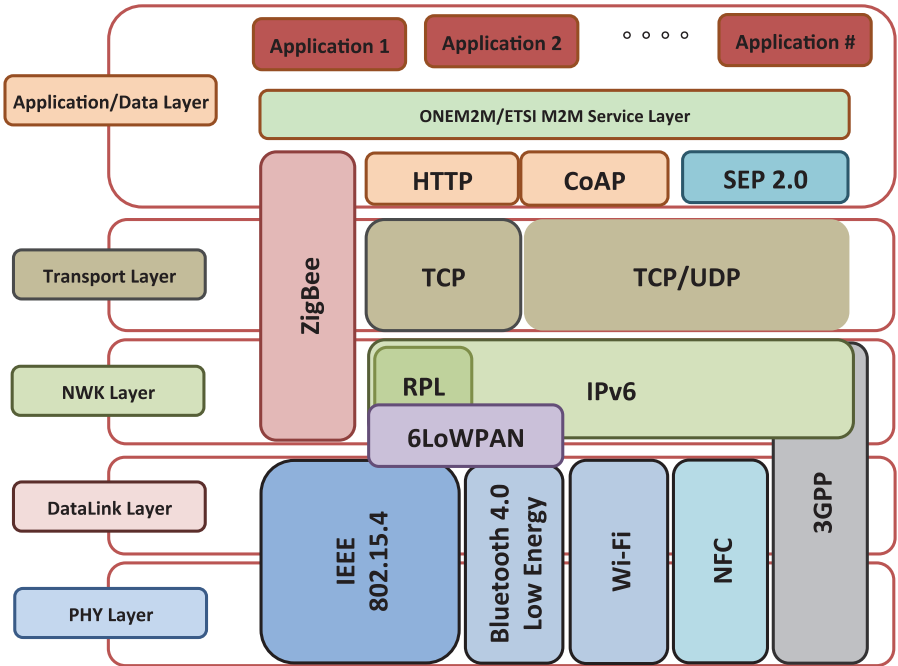 Application 1
Application 2
Application #
Application/Data Layer
ONEM2M/ETSI M2M Service Layer
HTTP
CoAP
SEP 2.0
Transport Layer
ZigBee
TCP
TCP/UDP
NWK Layer
RPL
IPv6
6LoWPAN
DataLink Layer
IEEE
802.15.4
Bluetooth 4.0
Low Energy
Wi-Fi
NFC
3GPP
PHY Layer